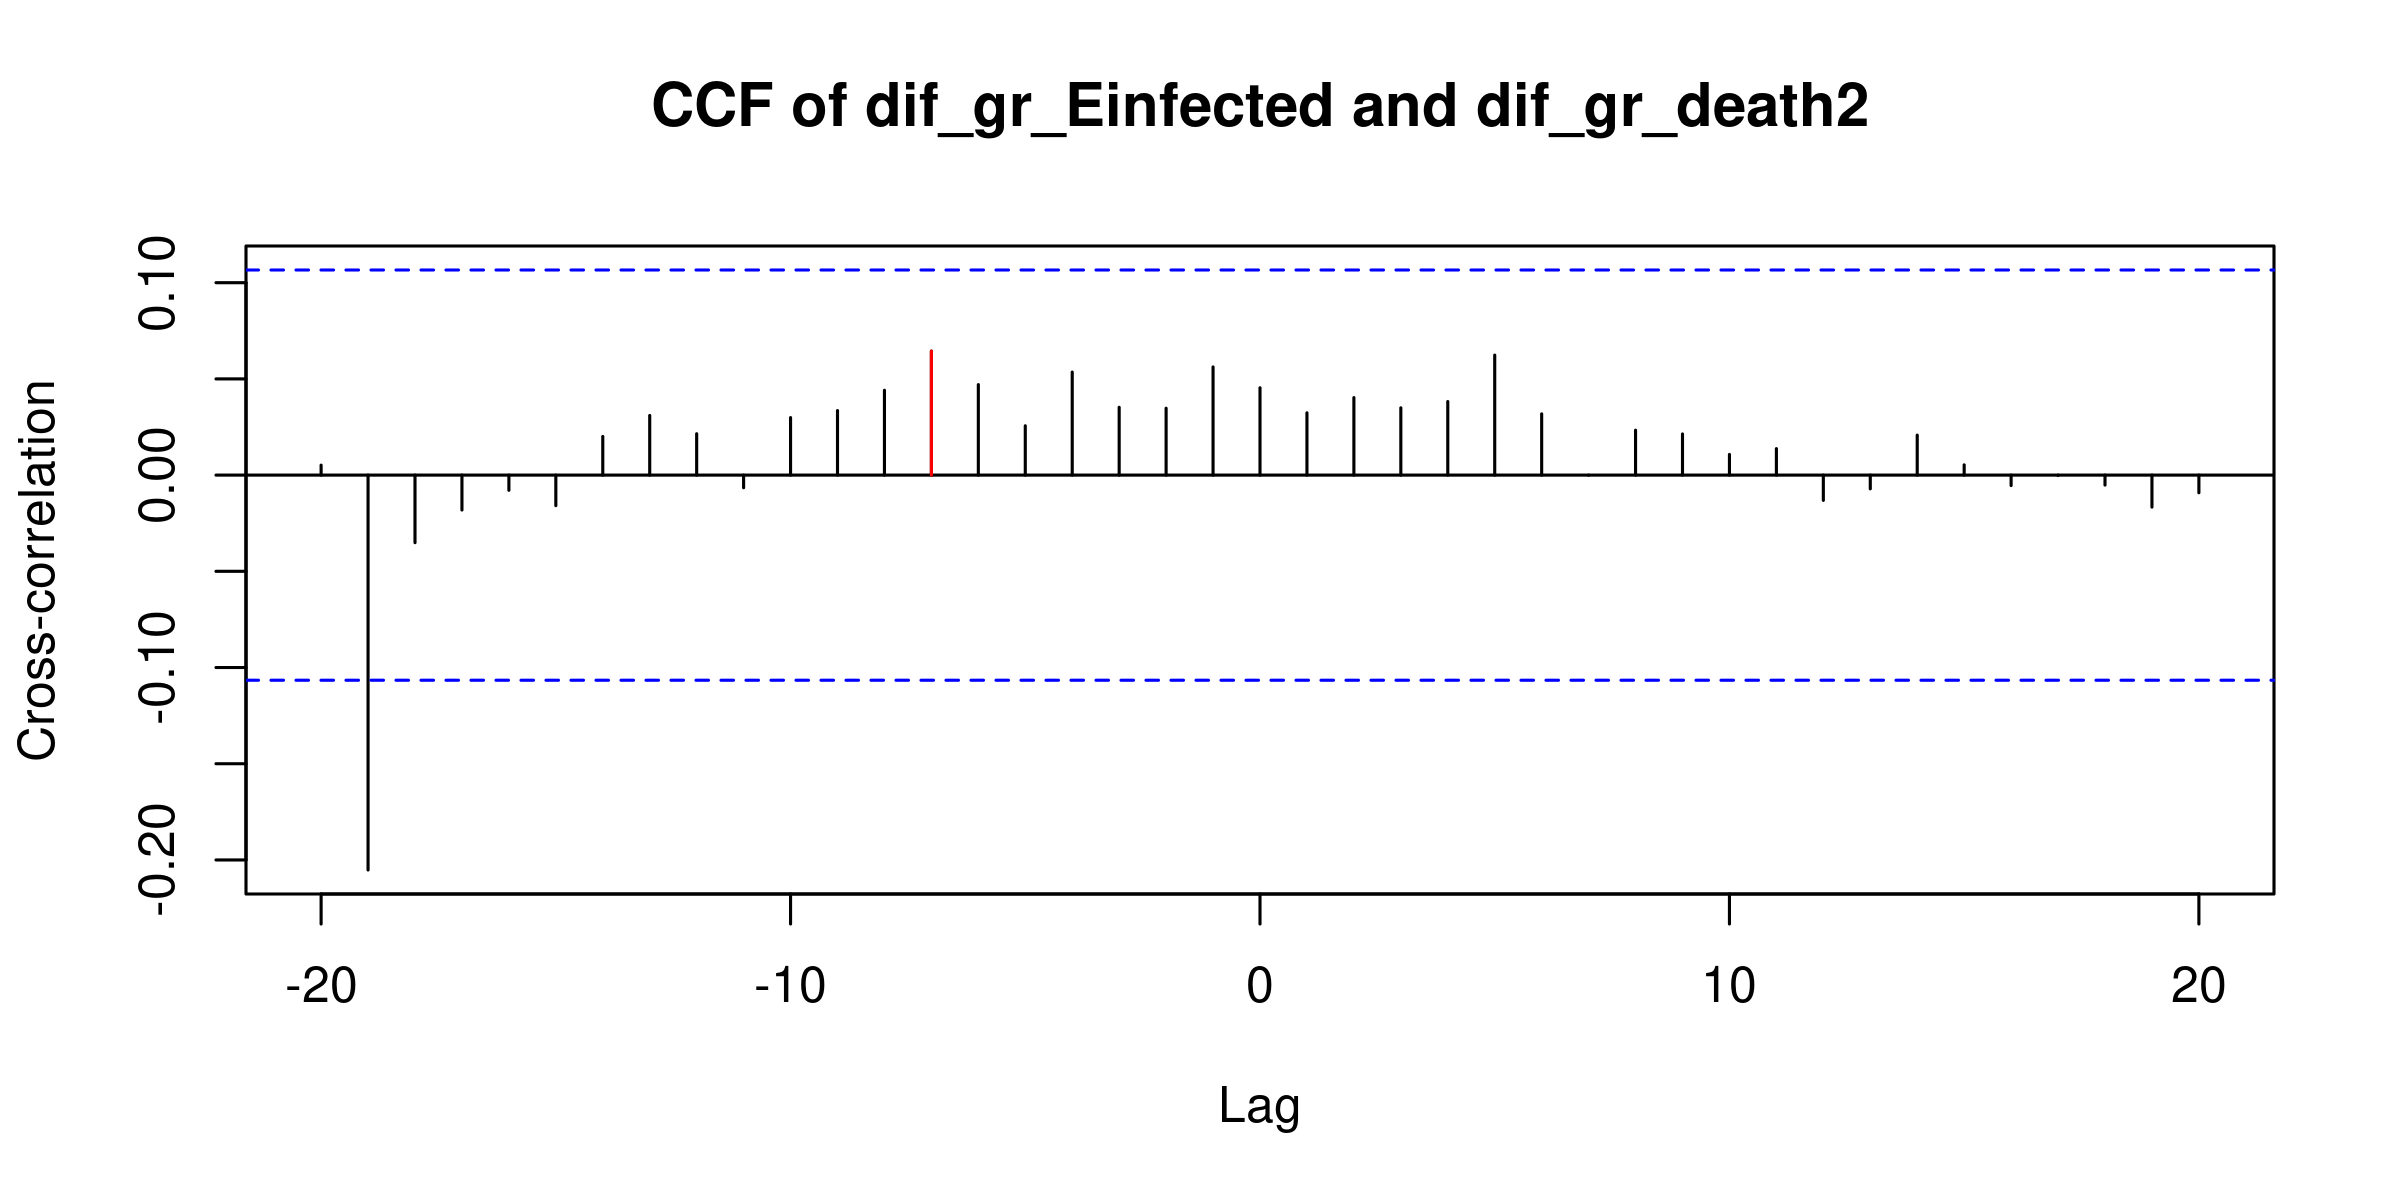 CCF of dif_gr_Einfected and dif_gr_death2
Cross-correlation
0.10
0.00
-0.10
-0.20
-20 -10 0 10 20
Lag